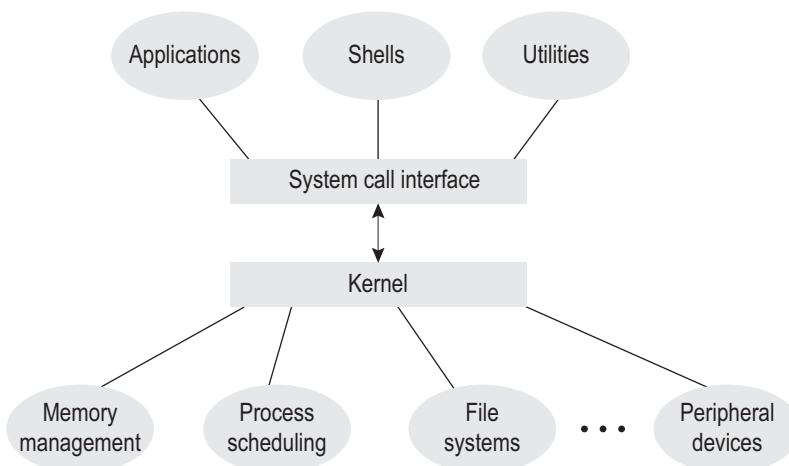 Applications
Shells
Utilities
System call interface
Kernel
Memory
management
Process
scheduling
File
systems
• • •
Peripheral
devices